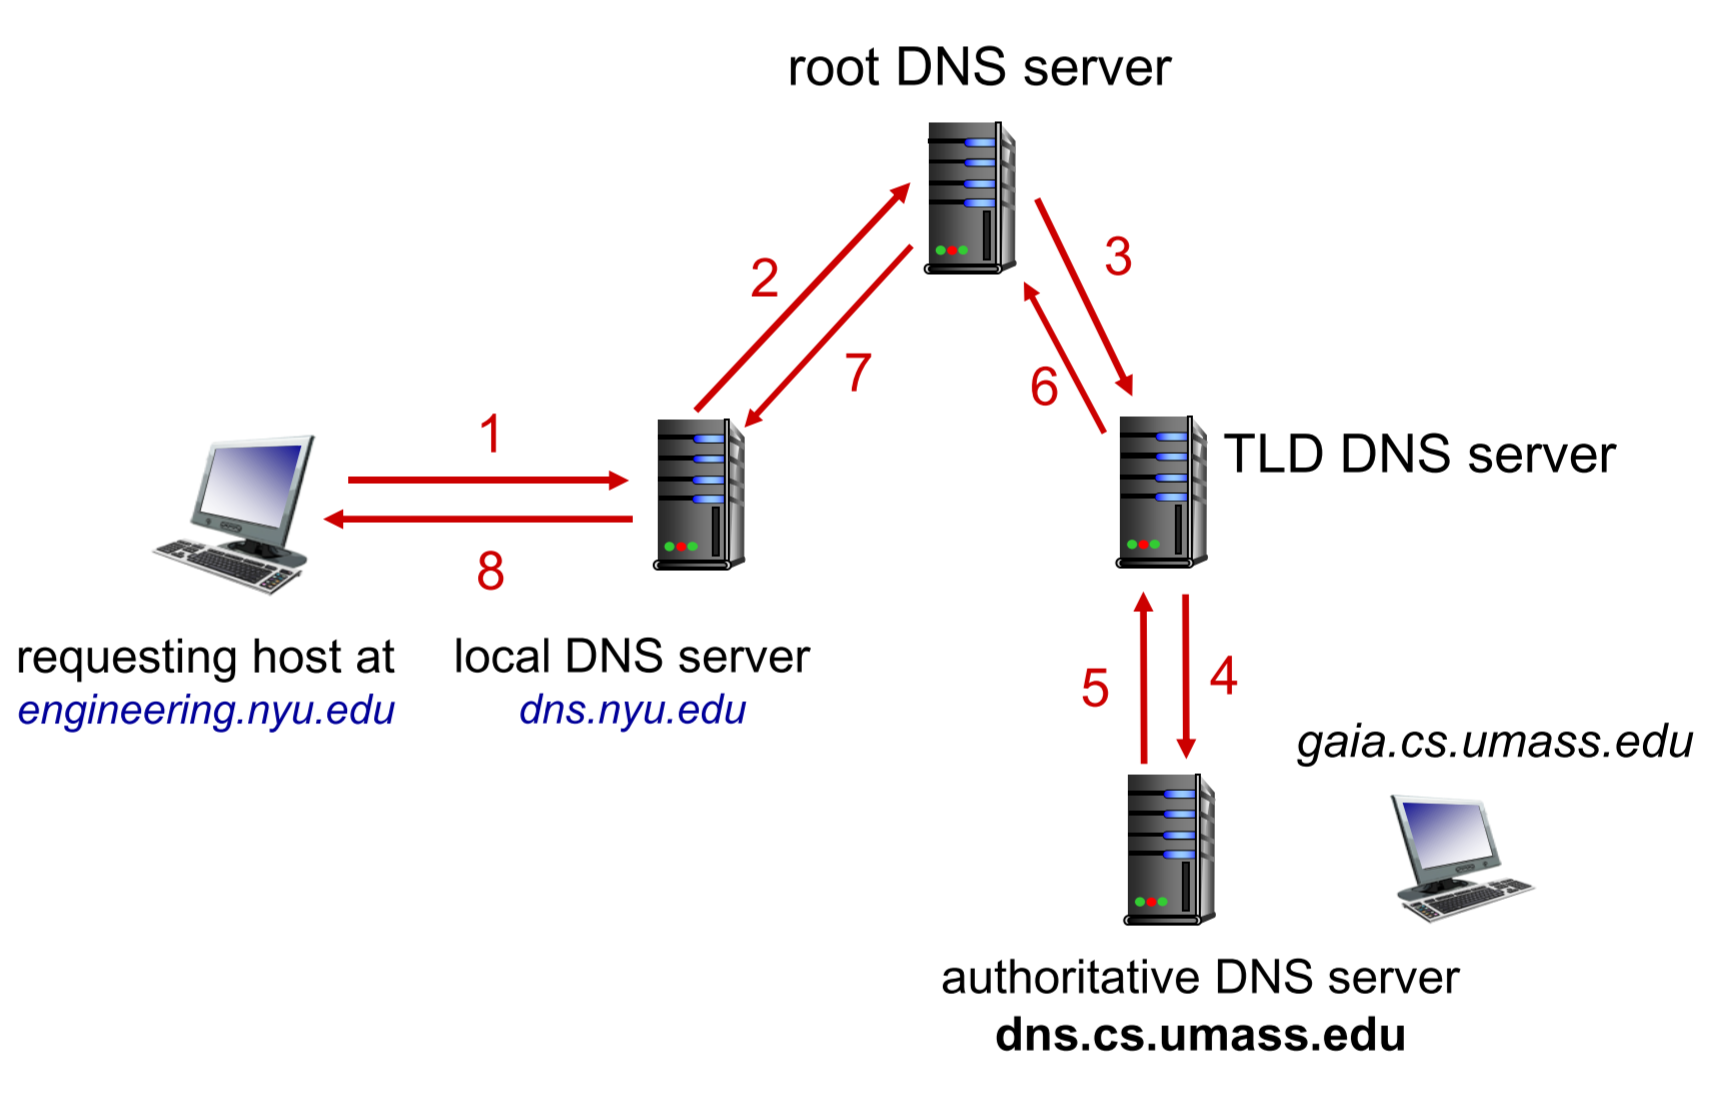 root DNS server
2
3
7
6
1
TLD DNS server
8
requesting host at
engineering.nyu.edu
local DNS server
dns.nyu.edu
5
4
gaia.cs.umass.edu
authoritative DNS server
dns.cs.umass.edu